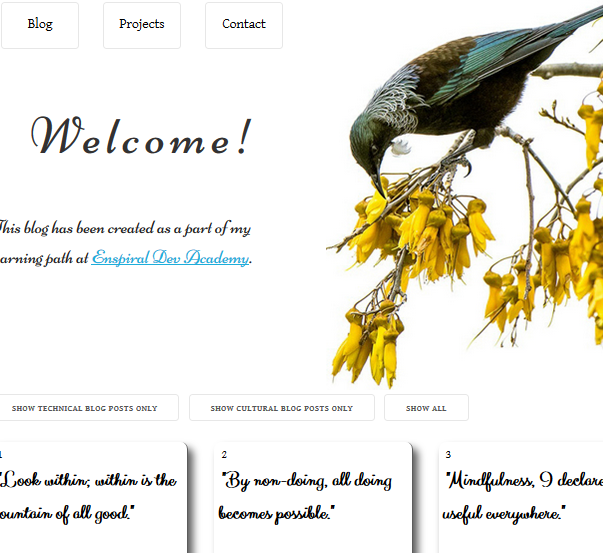 Blog Projects Contact
Welcome!
This blog has been created as a part of my
arning path at Enspiral Dev Academy.
SHOW TECHNICAL BLOG POSTS ONLY SHOW CULTURAL BLOG POSTS ONLY SHOW ALL
1 2 3
"Look within; within is the "By non-doing, all doing "Mindfulness, I declare
ountain of all good." becomes possible." useful everywhere."